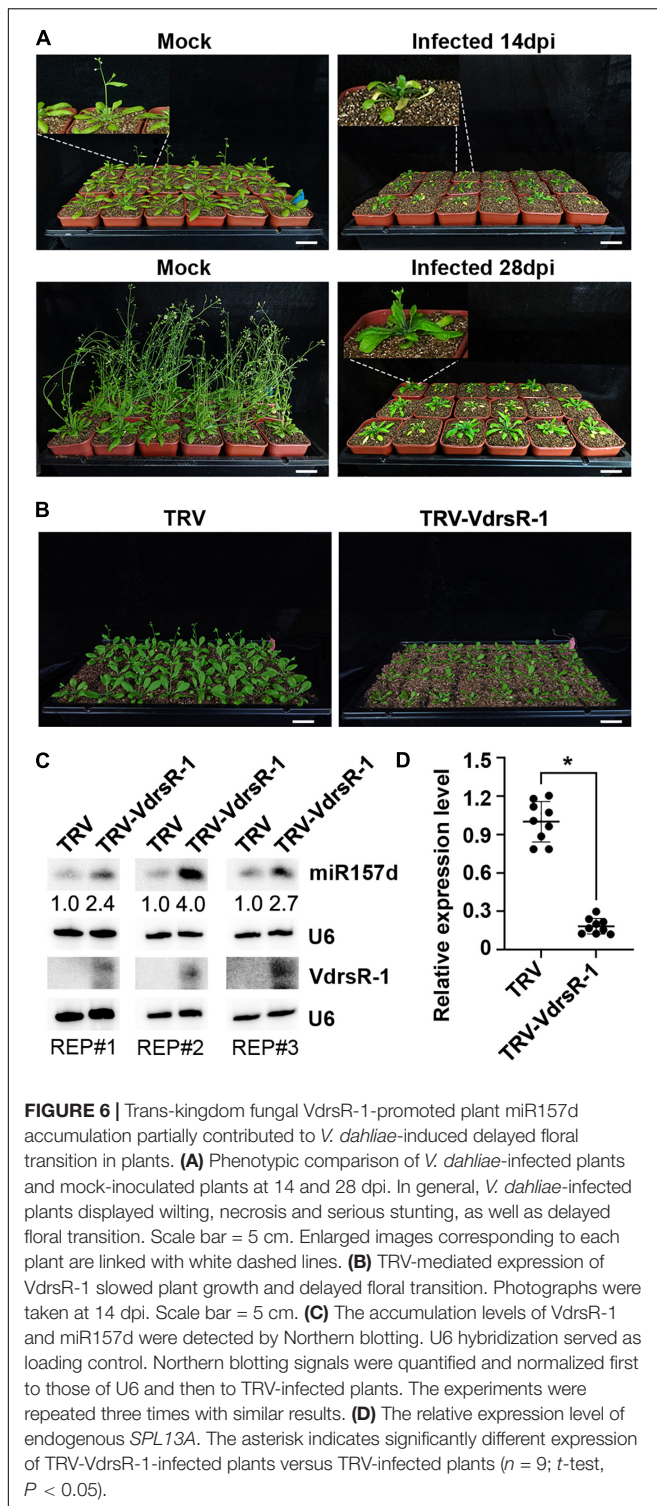 A
Mock
Infected 14dpi
Mock
Infected 28dpi
B
TRV
TRV-VdrsR-1
C
TRV
TRV-VdrsR-1
TRV
TRV-VdrsR-1
TRV
TRV-VdrsR-1
miR157d
1.0 2.4 1.0 4.0 1.0 2.7
U6
VdrsR-1
U6
REP#1 REP#2 REP#3
D
Relative expression level
1.5
1.2
0.9
0.6
0.3
0
*
TRV
TRV-VdrsR-1
FIGURE 6 | Trans-kingdom fungal VdrsR-1-promoted plant miR157d
accumulation partially contributed to V. dahliae-induced delayed floral
transition in plants. (A) Phenotypic comparison of V. dahliae-infected plants
and mock-inoculated plants at 14 and 28 dpi. In general, V. dahliae-infected
plants displayed wilting, necrosis and serious stunting, as well as delayed
floral transition. Scale bar = 5 cm. Enlarged images corresponding to each
plant are linked with white dashed lines. (B) TRV-mediated expression of
VdrsR-1 slowed plant growth and delayed floral transition. Photographs were
taken at 14 dpi. Scale bar = 5 cm. (C) The accumulation levels of VdrsR-1
and miR157d were detected by Northern blotting. U6 hybridization served as
loading control. Northern blotting signals were quantified and normalized first
to those of U6 and then to TRV-infected plants. The experiments were
repeated three times with similar results. (D) The relative expression level of
endogenous SPL13A. The asterisk indicates significantly different expression
of TRV-VdrsR-1-infected plants versus TRV-infected plants (n = 9; t-test,
P < 0.05).